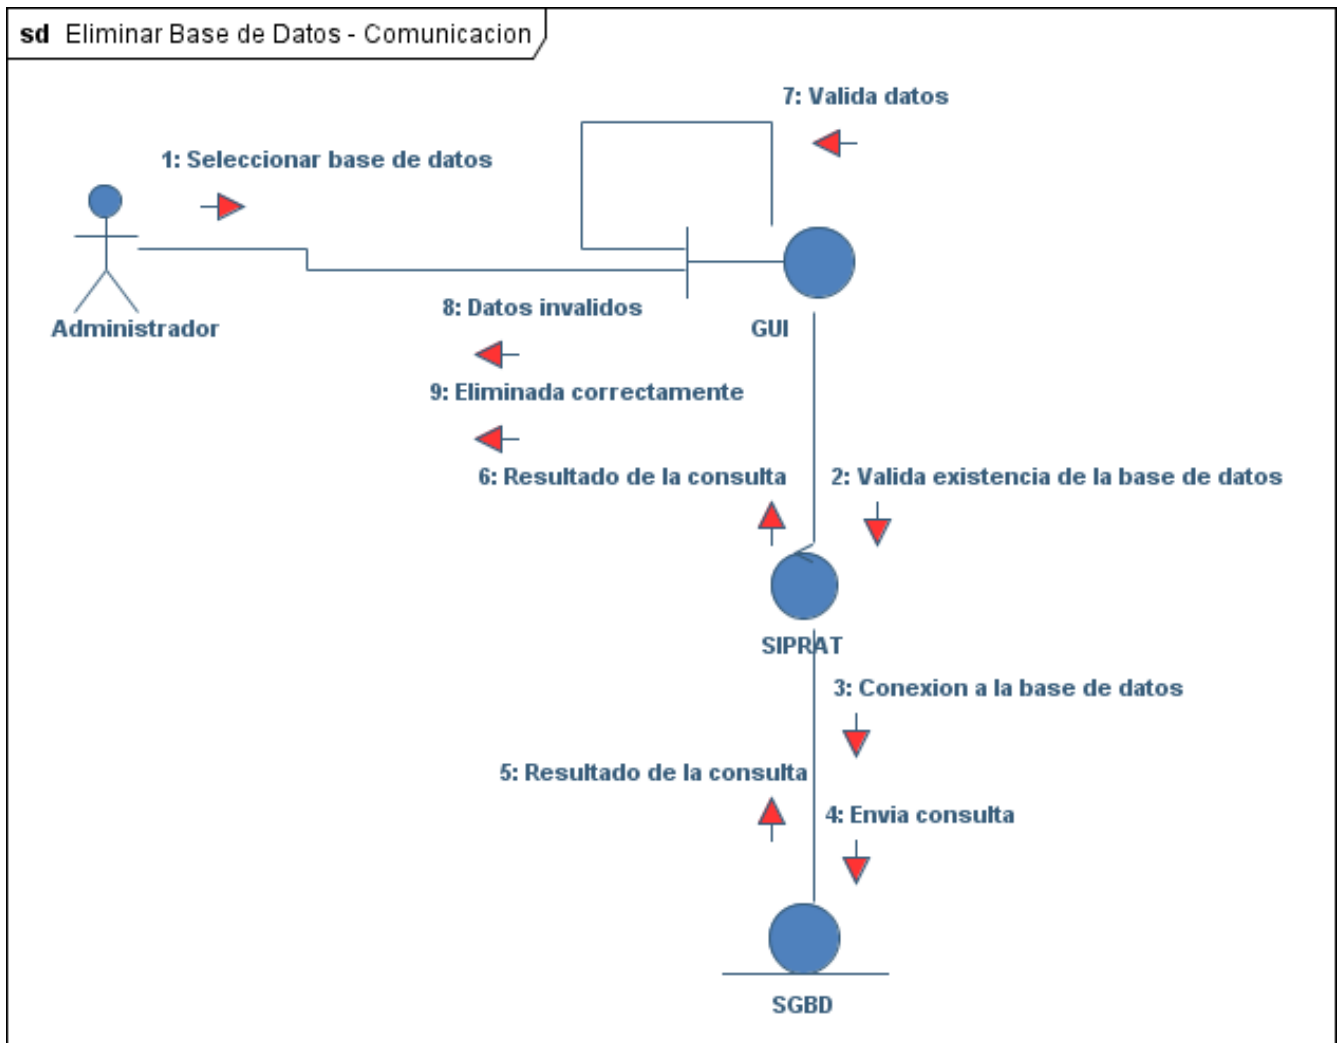 sd Eliminar Base de Datos - Comunicacion
7: Valida datos
1: Seleccionar base de datos
8: Datos invalidos
Administrador
GUI
9: Eliminada correctamente
6: Resultado de la consulta
2: Valida existencia de la base de datos
SIPRAT
3: Conexion a la base de datos
5: Resultado de la consulta
4: Envia consulta
SGBD